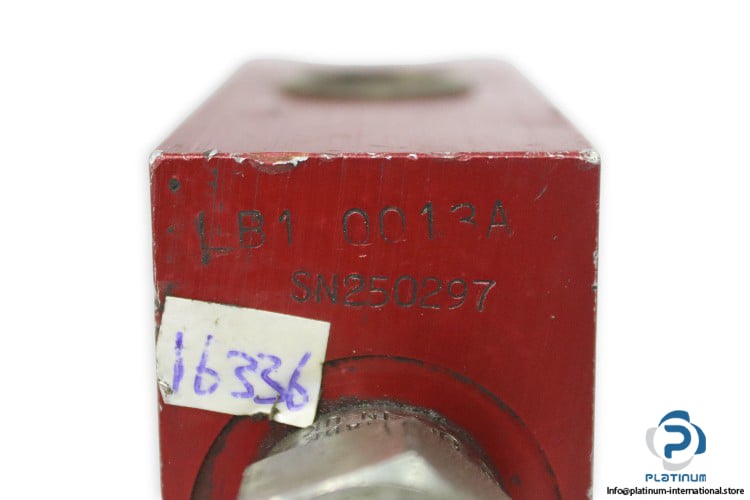 LB1 0013A
SN250297
16336
PLATINUM
Info@platinum-international.store